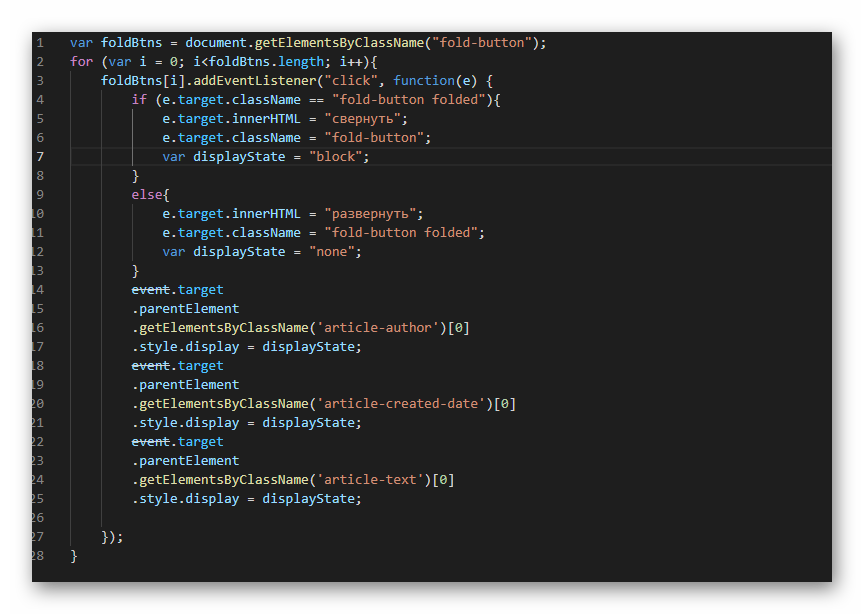 1 var foldBtns = document.getElementsByClassName("fold-button");
2 for (var i = 0; i<foldBtns.length; i++){
3 foldBtns[i].addEventListener("click", function(e) {
4 if (e.target.className == "fold-button folded"){
5 e.target.innerHTML = "свернуть";
6 e.target.className = "fold-button";
7 var displayState = "block";
8 }
9 else{
10 e.target.innerHTML = "развернуть";
11 e.target.className = "fold-button folded";
12 var displayState = "none";
13 }
14 event.target
15 .parentElement
16 .getElementsByClassName('article-author')[0]
17 .style.display = displayState;
18 event.target
19 .parentElement
20 .getElementsByClassName('article-created-date')[0]
21 .style.display = displayState;
22 event.target
23 .parentElement
24 .getElementsByClassName('article-text')[0]
25 .style.display = displayState;
26
27 });
28 }